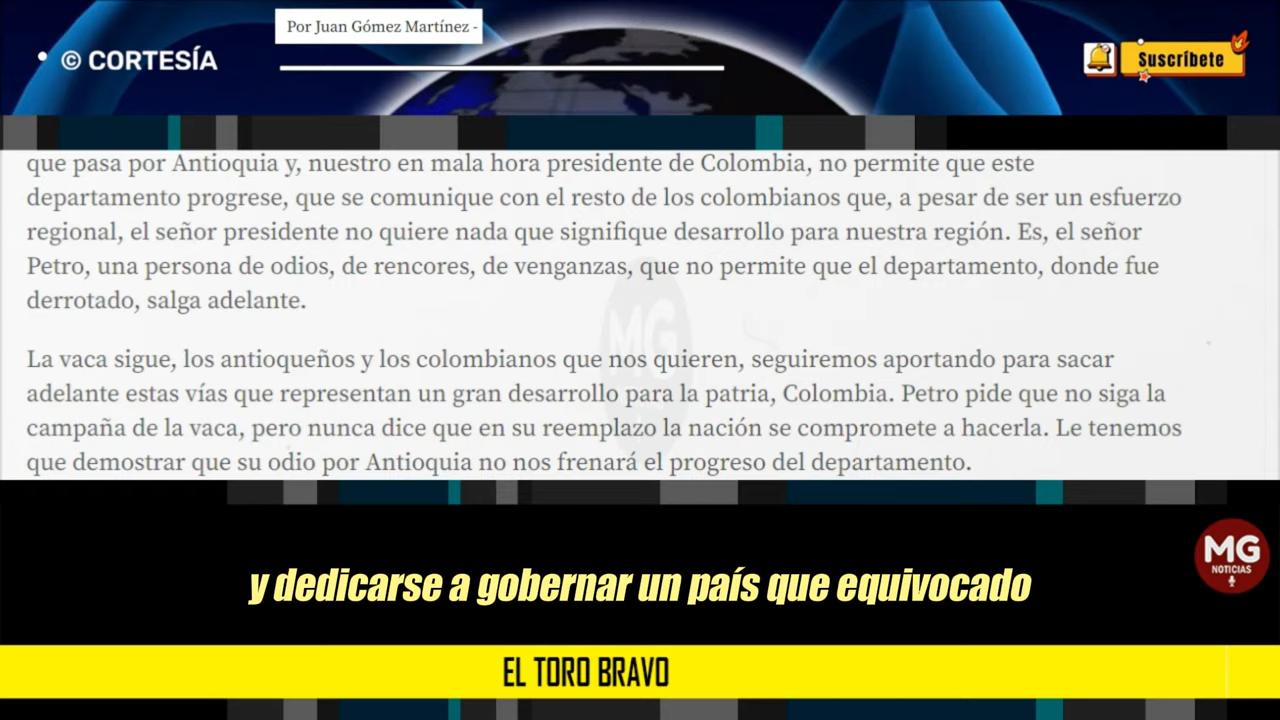 Por Juan Gómez Martínez -
© CORTESÍA
Suscríbete
que pasa por Antioquia y, nuestro en mala hora presidente de Colombia, no permite que este
departamento progrese, que se comunique con el resto de los colombianos que, a pesar de ser un esfuerzo
regional, el señor presidente no quiere nada que signifique desarrollo para nuestra región. Es, el señor
Petro, una persona de odios, de rencores, de venganzas, que no permite que el departamento, donde fue
derrotado, salga adelante.
La vaca sigue, los antioqueños y los colombianos que nos quieren, seguiremos aportando para sacar
adelante estas vías que representan un gran desarrollo para la patria, Colombia. Petro pide que no siga la
campaña de la vaca, pero nunca dice que en su reemplazo la nación se compromete a hacerla. Le tenemos
que demostrar que su odio por Antioquia no nos frenará el progreso del departamento.
MG
y dedicarse a gobernar un país que equivocado
MG
NOTICIAS
EL TORO BRAVO